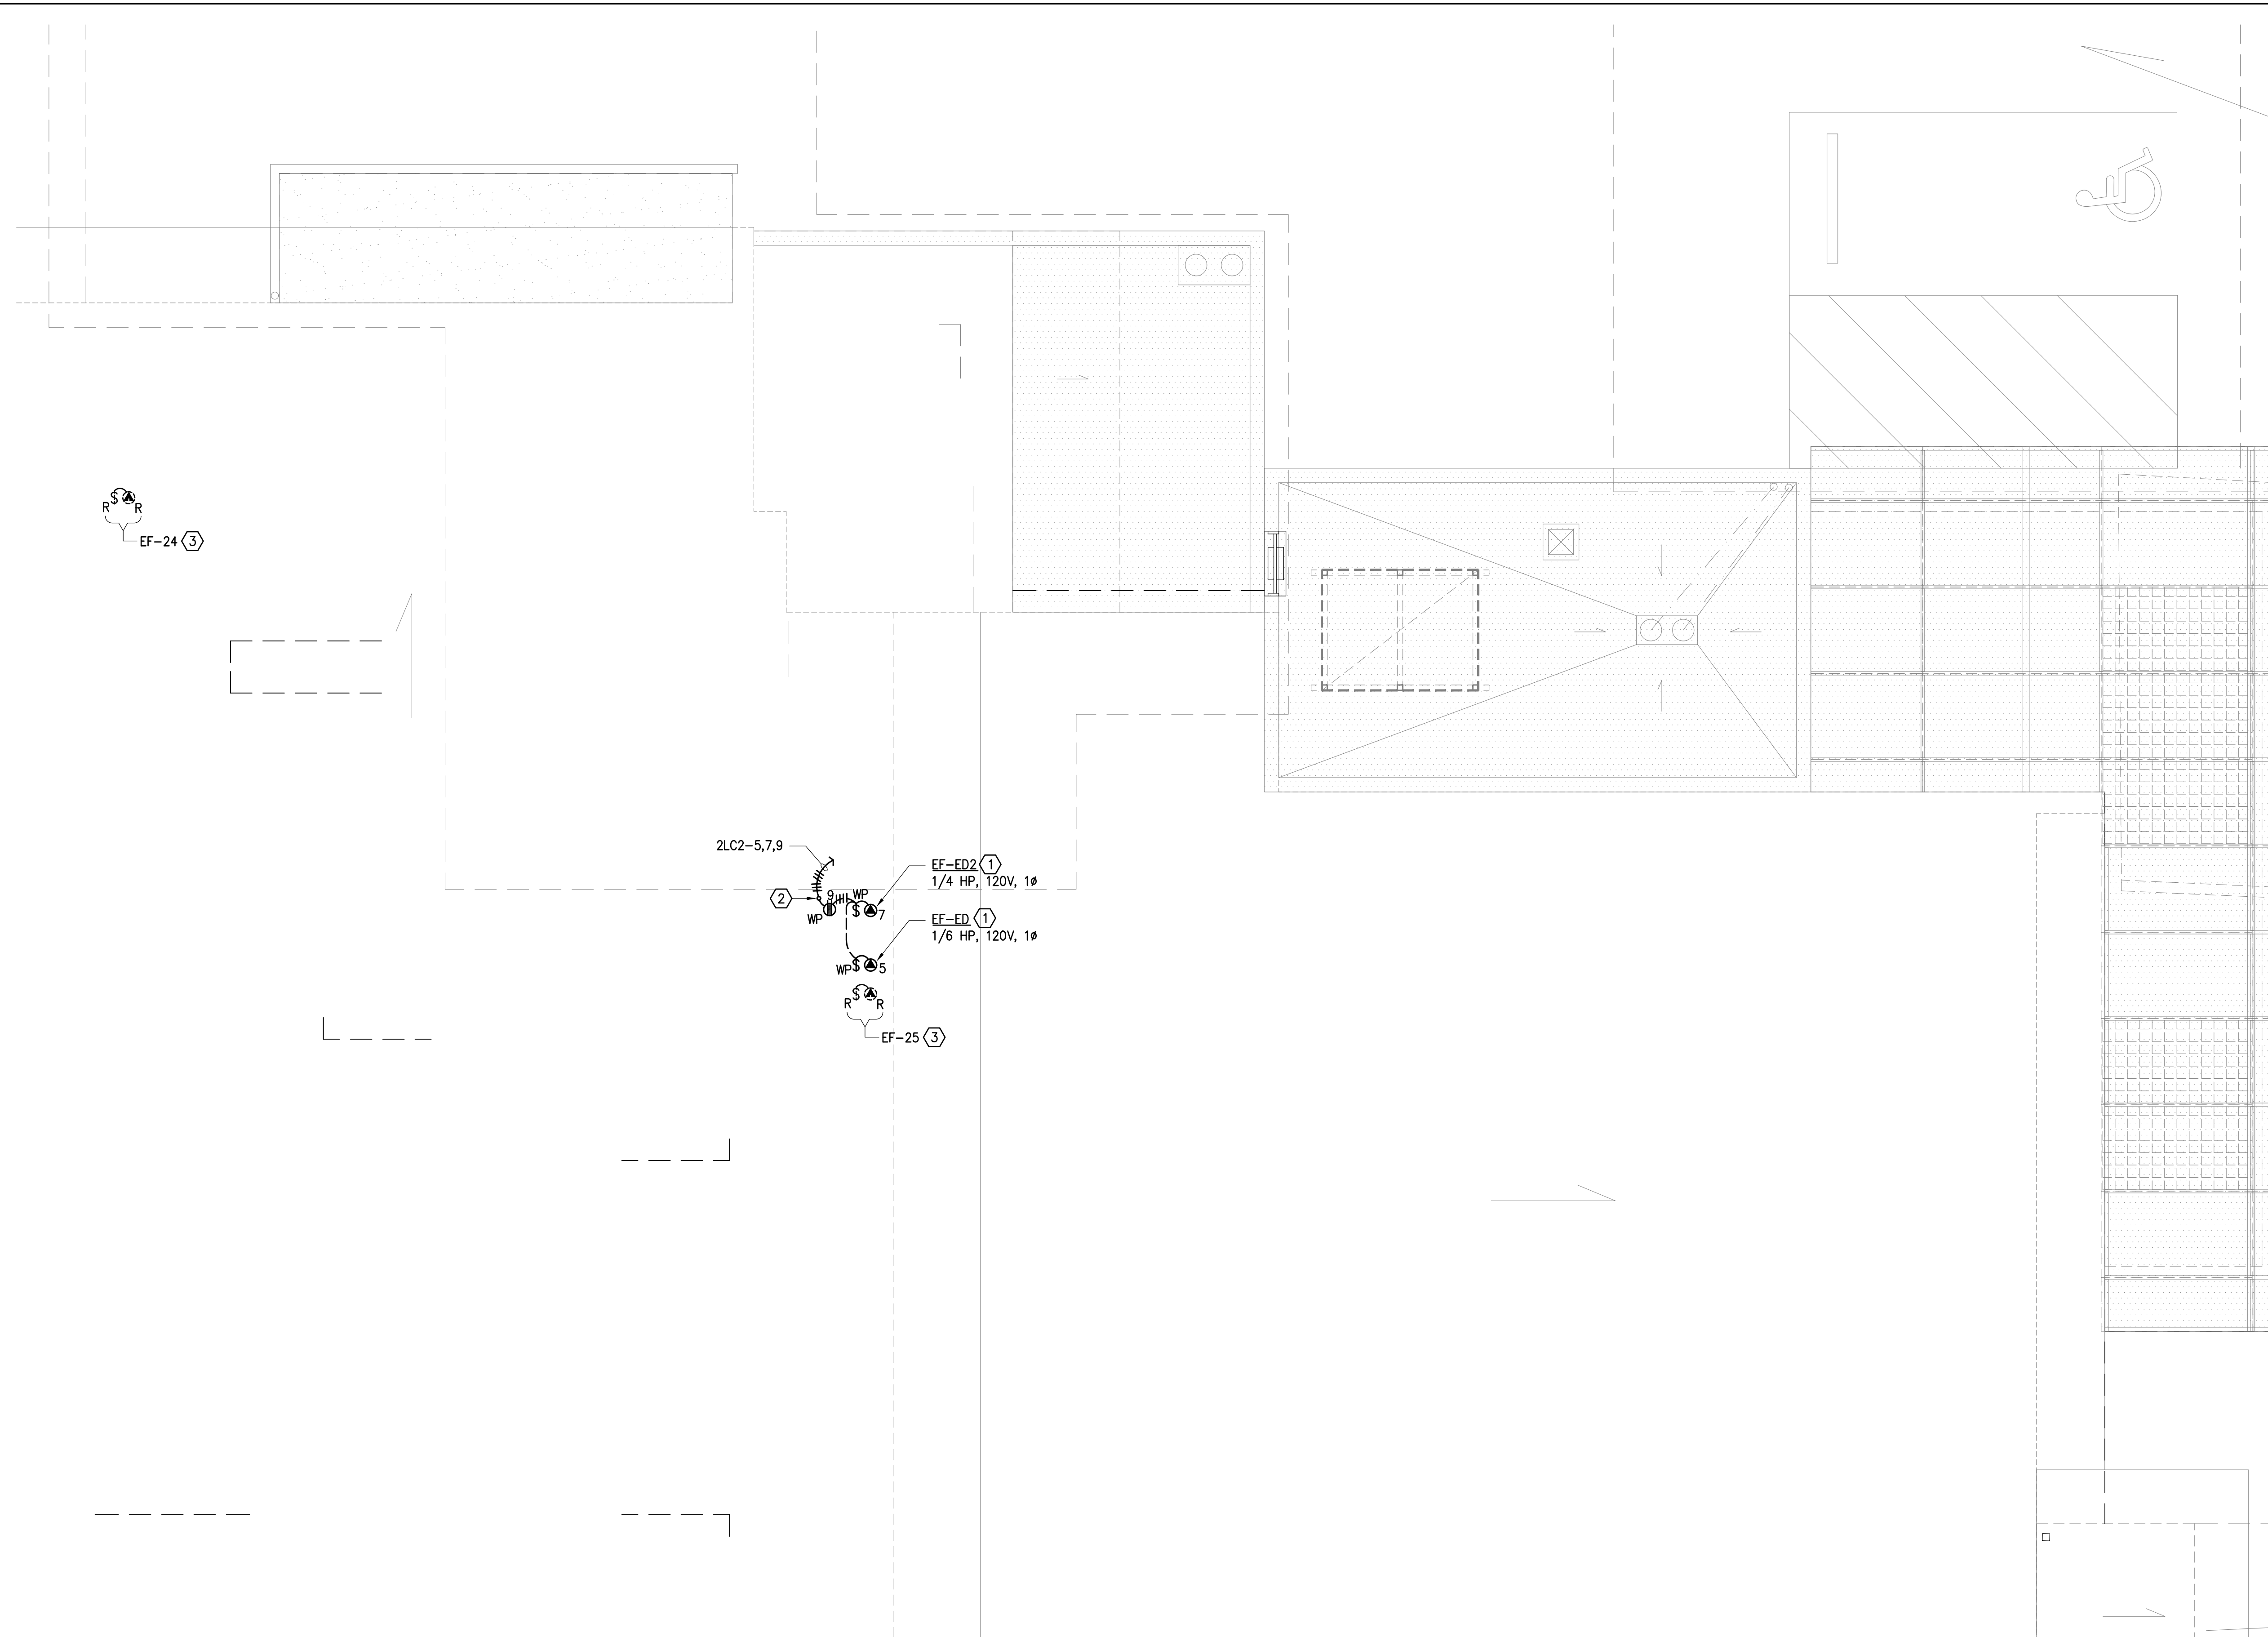 $
R R
EF-24 3
2LC2-5,7,9
EF-ED2 1
1/4 HP, 120V, 1ø
2
9
WP
WP
$ 7
EF-ED 1
1/6 HP, 120V, 1ø
WP $ 5
$
R R
EF-25 3